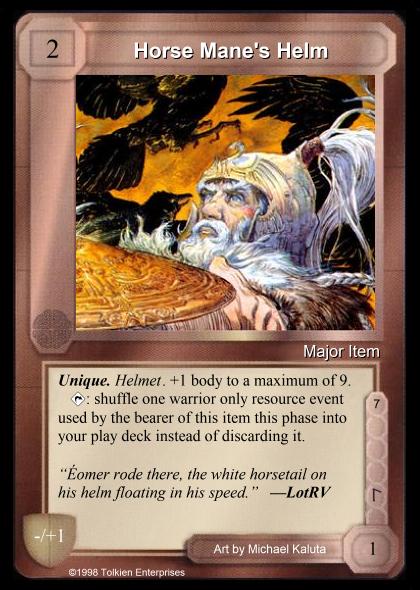 2
Horse Mane's Helm
Major Item
Unique. Helmet. +1 body to a maximum of 9.
: shuffle one warrior only resource event
used by the bearer of this item this phase into
your play deck instead of discarding it.
“Éomer rode there, the white horsetail on
his helm floating in his speed.” —LotRV
7
-/+1
Art by Michael Kaluta
1
©1998 Tolkien Enterprises